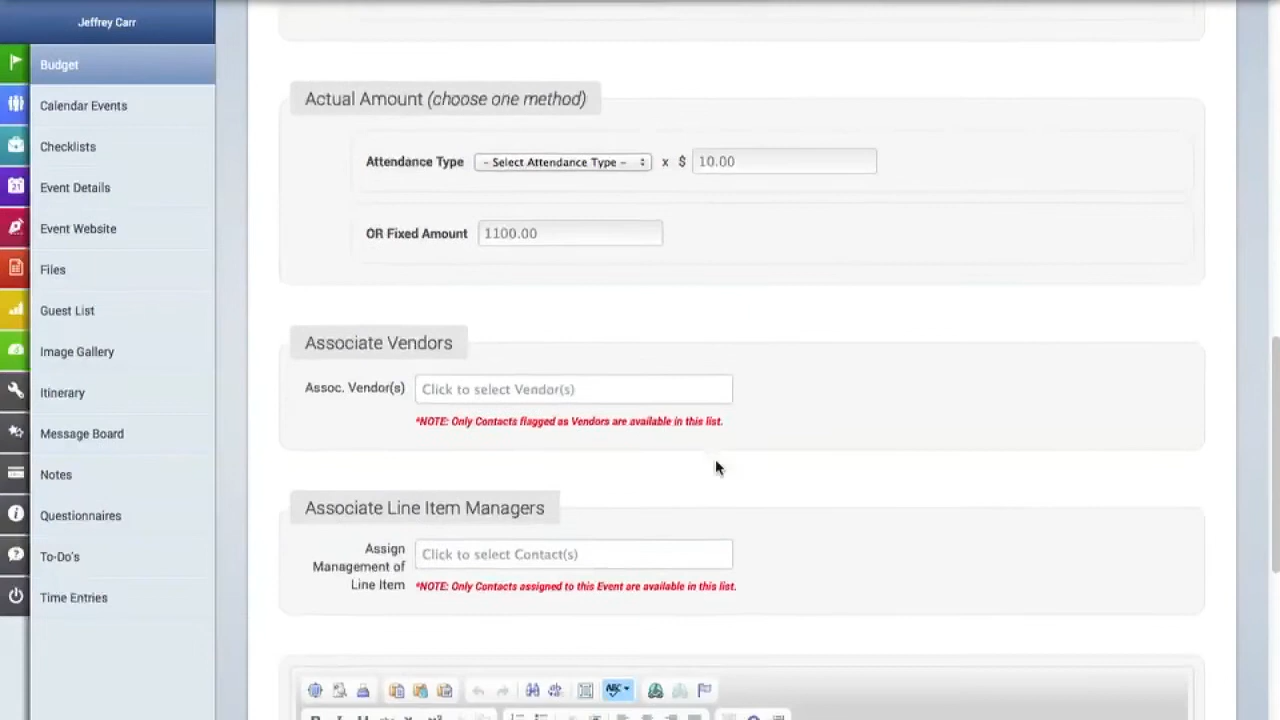 Jeffrey Carr
Budget
Calendar Events
Checklists
Event Details
Event Website
Files
Guest List
Image Gallery
Itinerary
Message Board
Notes
Questionnaires
To-Do's
Time Entries
Actual Amount (choose one method)
Attendance Type - Select Attendance Type - x $ 10.00
OR Fixed Amount 1100.00
Associate Vendors
Assoc. Vendor(s) Click to select Vendor(s)
*NOTE: Only Contacts flagged as Vendors are available in this list.
Associate Line Item Managers
Assign
Management of
Line Item
Click to select Contact(s)
*NOTE: Only Contacts assigned to this Event are available in this list.
ABC